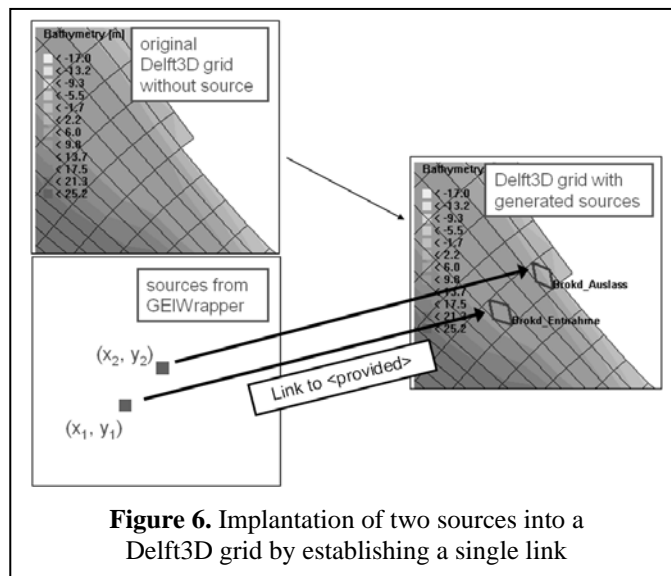 Bathymetry [m]
< -17.0
< -13.2
< -9.3
< -5.5
< -1.7
< 2.2
< 6.0
< 9.8
< 13.7
< 17.5
< 21.3
< 25.2
original
Delft3D grid
without source
sources from
GEIWrapper
(x2, y2)
(x1, y1)
Link to <provided>
< -17.0
< -13.2
< -9.3
< -5.5
< -1.7
< 2.2
< 6.0
< 9.8
< 13.7
< 17.5
< 21.3
< 25.2
Delft3D grid with
generated sources
Brokd_Auslass
Brokd_Entnahme
Figure 6. Implantation of two sources into a
Delft3D grid by establishing a single link